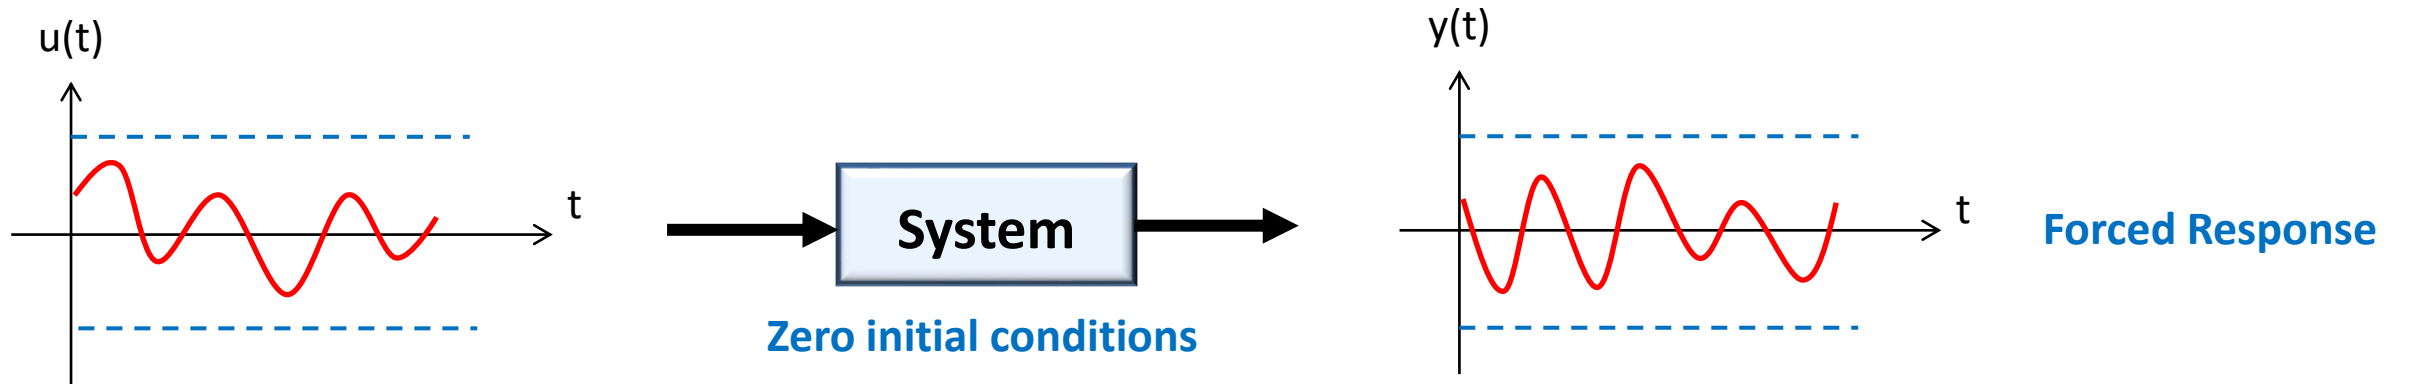 u(t)
t
System
Zero initial conditions
y(t)
t
Forced Response